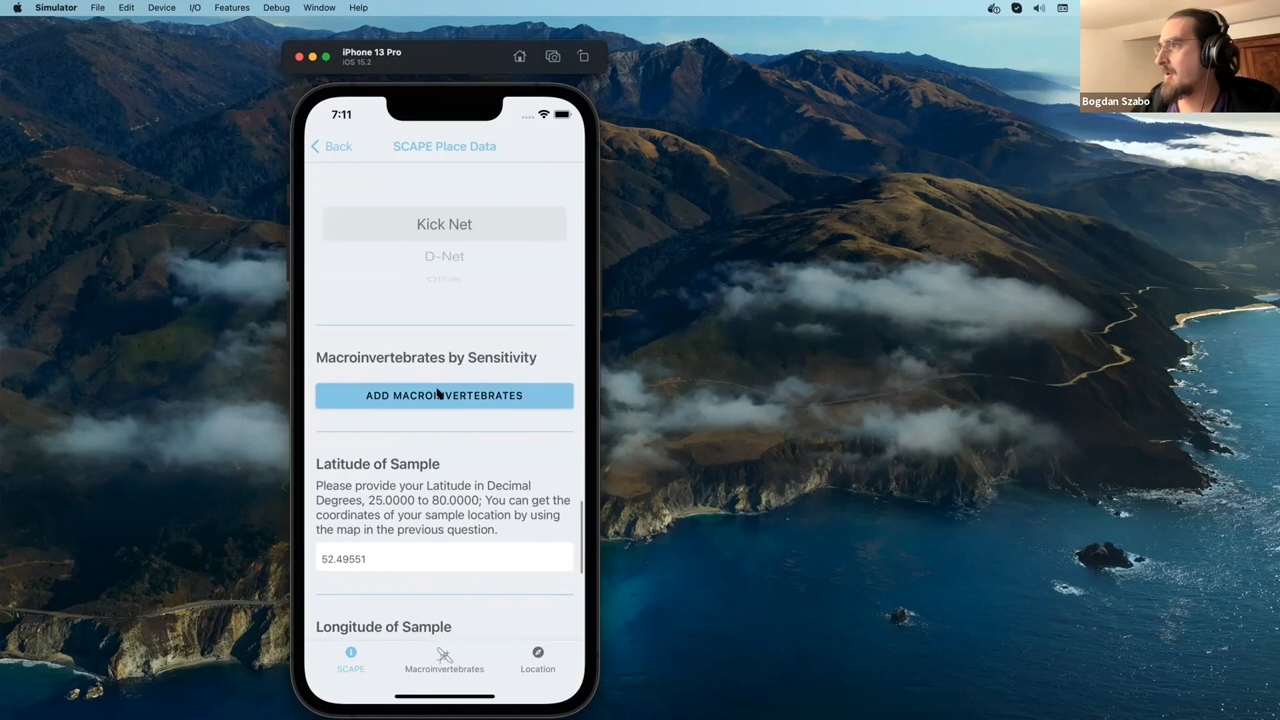 Simulator File Edit Device I/O Features Debug Window Help
iPhone 13 Pro
iOS 15.2
Bogdan Szabo
7:11
Back
SCAPE Place Data
Kick Net
D-Net
Macroinvertebrates by Sensitivity
ADD MACROINVERTEBRATES
Latitude of Sample
Please provide your Latitude in Decimal
Degrees, 25.0000 to 80.0000; You can get the
coordinates of your sample location by using
the map in the previous question.
52.49551
Longitude of Sample
SCAPE
Macroinvertebrates
Location